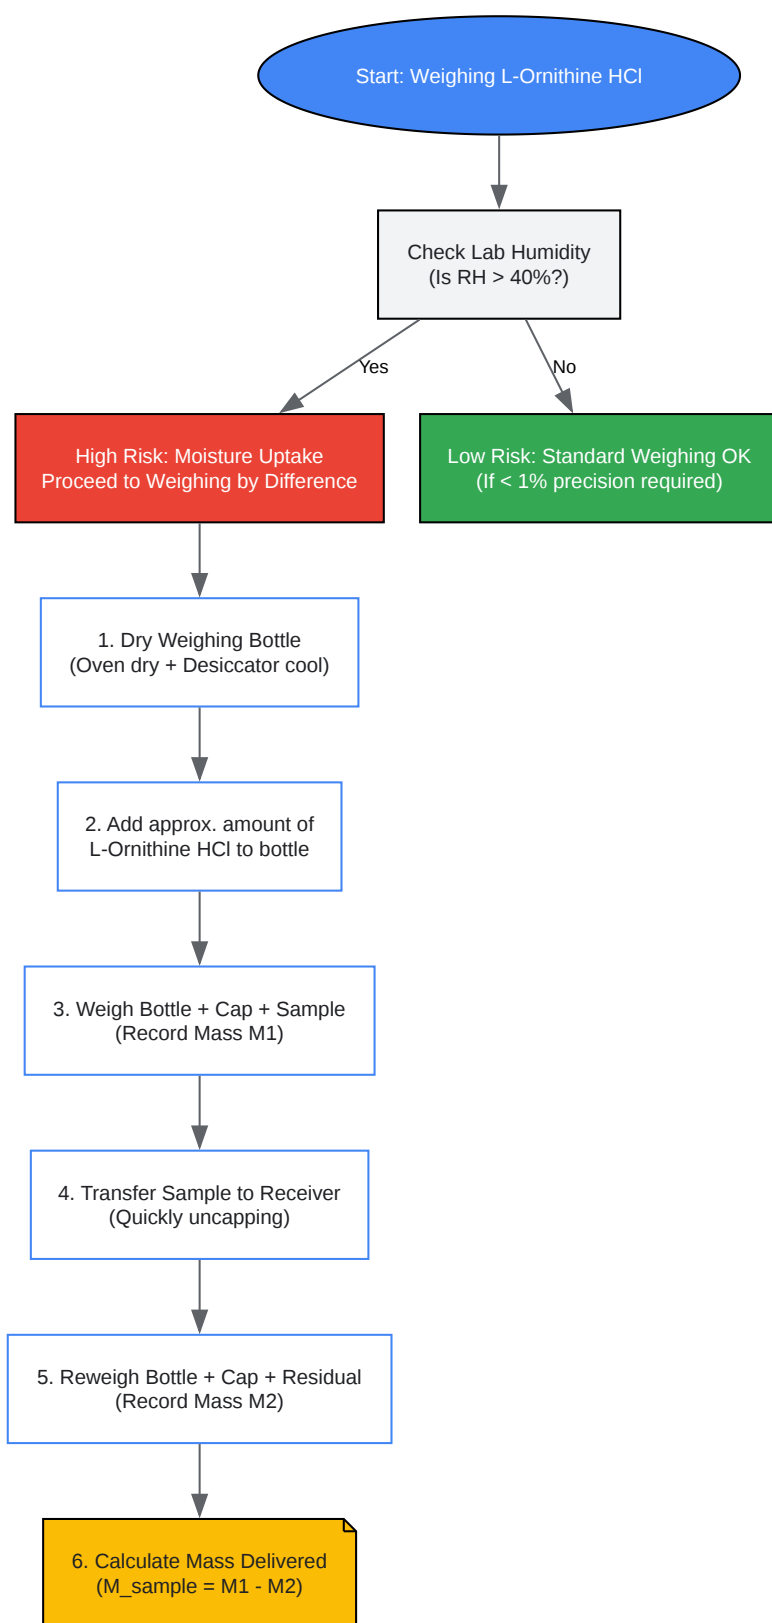 Start: Weighing L-Ornithine HCl
Check Lab Humidity
(Is RH > 40%?)
Yes
No
High Risk: Moisture Uptake
Proceed to Weighing by Difference
Low Risk: Standard Weighing OK
(If < 1% precision required)
1. Dry Weighing Bottle
(Oven dry + Desiccator cool)
2. Add approx. amount of
L-Ornithine HCl to bottle
3. Weigh Bottle + Cap + Sample
(Record Mass M1)
4. Transfer Sample to Receiver
(Quickly uncapping)
5. Reweigh Bottle + Cap + Residual
(Record Mass M2)
6. Calculate Mass Delivered
(M_sample = M1 - M2)